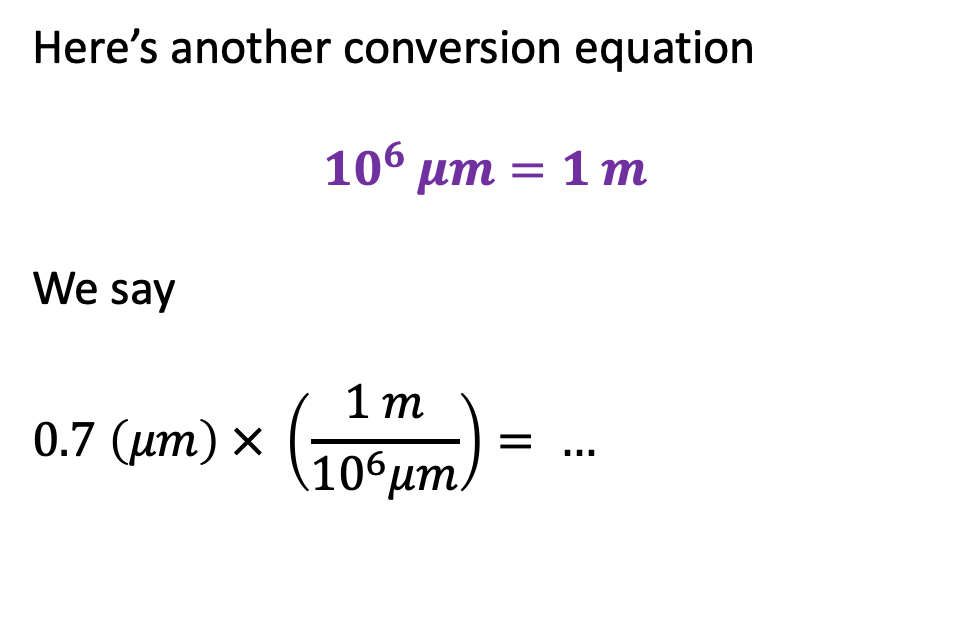 Here’s another conversion equation
10⁶ μm = 1 m
We say
0.7 (μm) × (1 m / 10⁶μm) = ...